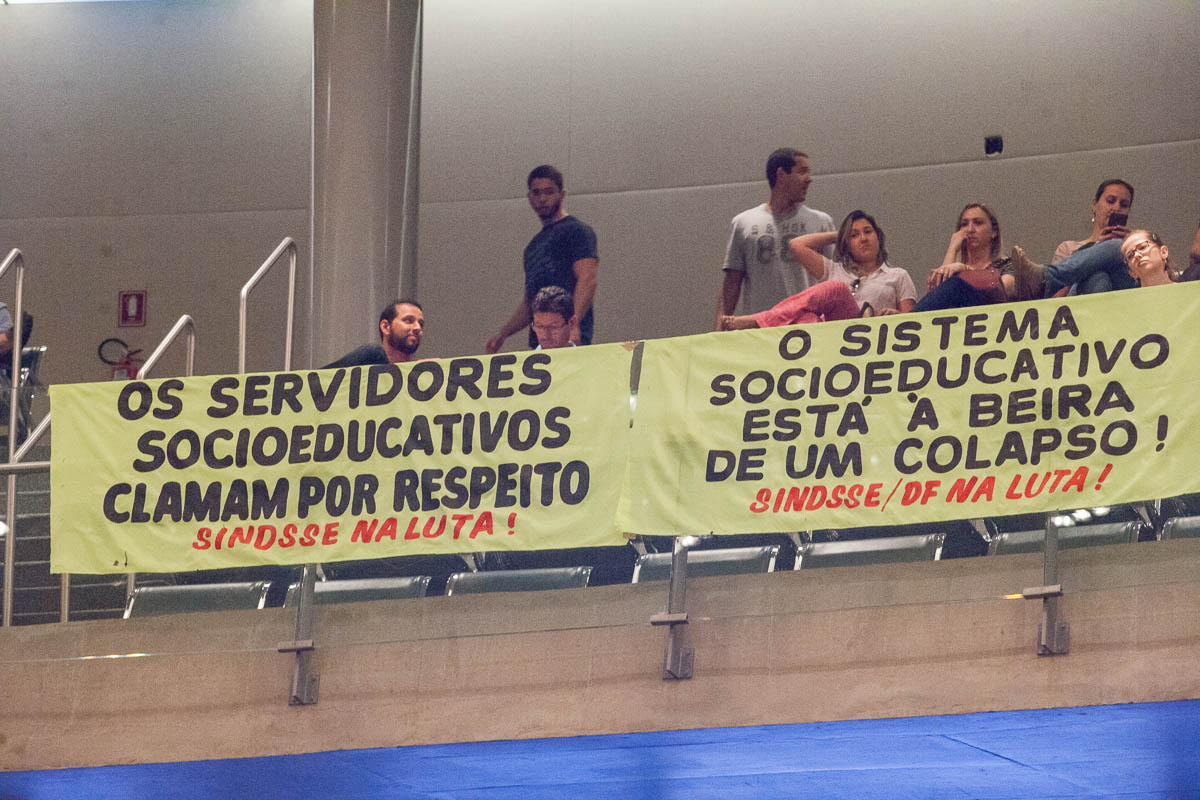 OS SERVIDORES
SOCIOEDUCATIVOS
CLAMAM POR RESPEITO
SINDSSE NA LUTA !
O SISTEMA
SOCIOEDUCATIVO
ESTÁ À BEIRA
DE UM COLAPSO !
SINDSSE/DF NA LUTA !